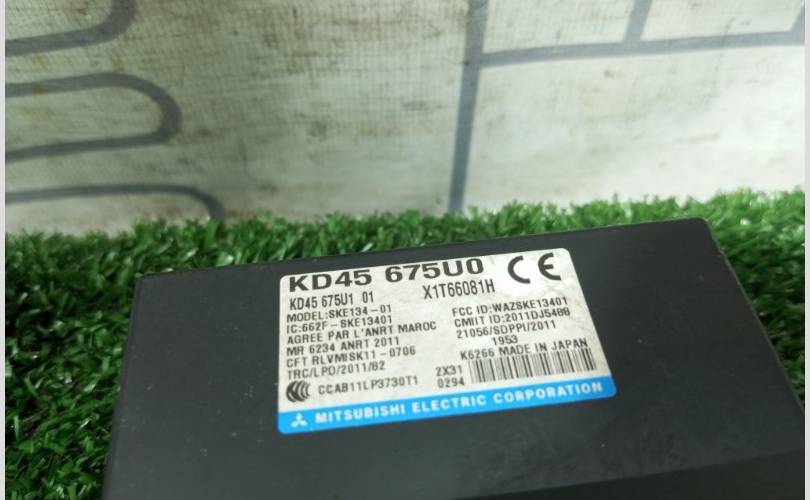 KD45 675U0 CE
KD45 675U1 01 X1T66081H
MODEL:SKE134-01 FCC ID:WAZSKE13401
IC:662F-SKE13401 CMIIT ID:2011DJ5488
AGREE PAR L'ANRT MAROC 21056/SDPPI/2011
MR 6234 ANRT 2011 1953
CFT RLVMISK11-0706 K6266 MADE IN JAPAN
TRC/LPD/2011/82 2X31
CCAB11LP3730T1 0294
MITSUBISHI ELECTRIC CORPORATION